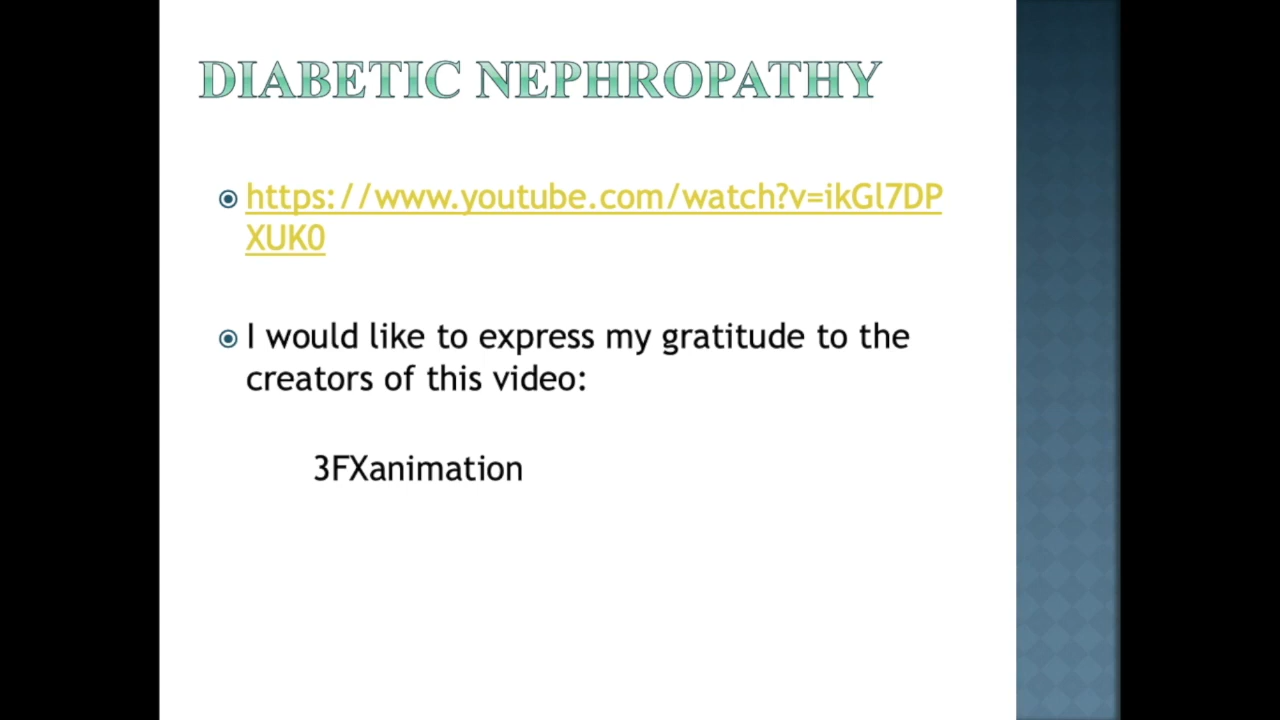 DIABETIC NEPHROPATHY
https://www.youtube.com/watch?v=ikGl7DP
XUK0
I would like to express my gratitude to the
creators of this video:
3FXanimation